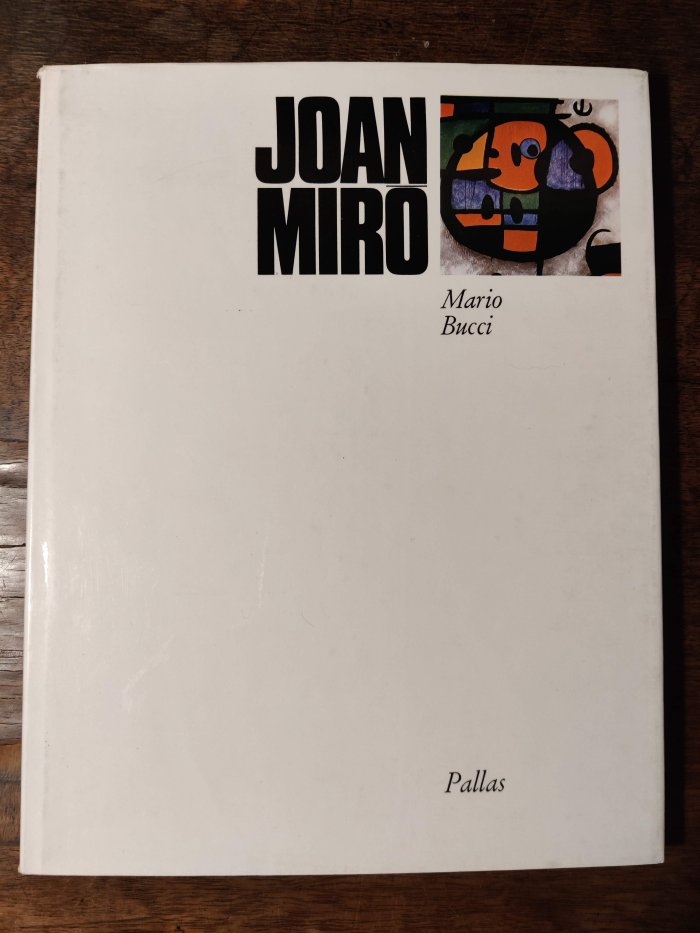 JOAN
MIRÓ
Mario
Bucci
Pallas